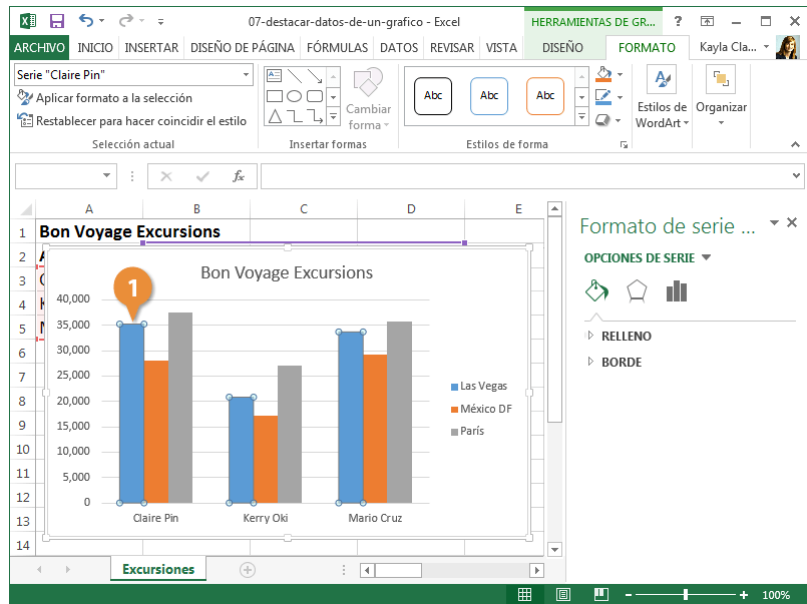 07-destacar-datos-de-un-grafico - Excel
HERRAMIENTAS DE GR... ?
ARCHIVO INICIO INSERTAR DISEÑO DE PÁGINA FÓRMULAS DATOS REVISAR VISTA DISEÑO FORMATO Kayla Cla...
Serie "Claire Pin"
Aplicar formato a la selección
Restablecer para hacer coincidir el estilo
Selección actual
Cambiar
forma
Insertar formas
Abc Abc Abc
Estilos de forma
Estilos de
WordArt
Organizar
fx
A B C D E
1 Bon Voyage Excursions
2
3
4
5
6
7
8
9
10
11
12
13
14
Bon Voyage Excursions
1
40,000
35,000
30,000
25,000
20,000
15,000
10,000
5,000
0
Claire Pin Kerry Oki Mario Cruz
Las Vegas
México DF
París
Formato de serie ...
OPCIONES DE SERIE
RELLENO
BORDE
Excursiones
100%